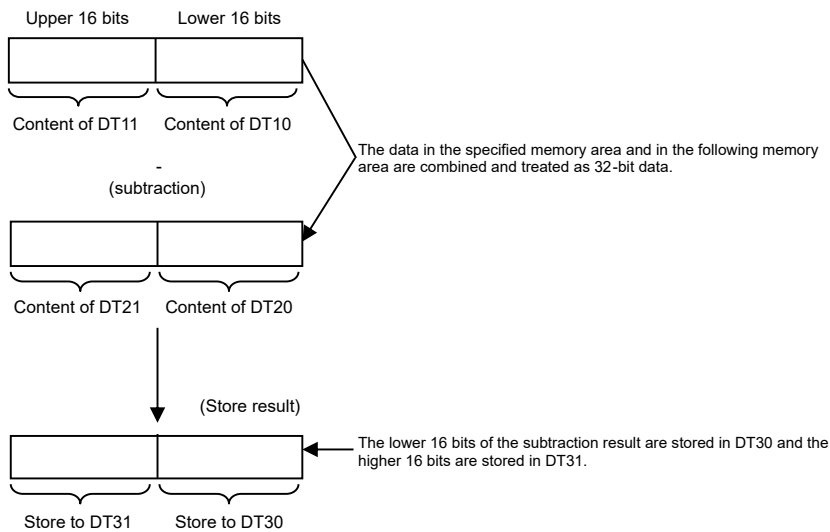 Upper 16 bits Lower 16 bits
Content of DT11 Content of DT10
The data in the specified memory area and in the following memory
area are combined and treated as 32-bit data.
-
(subtraction)
Content of DT21 Content of DT20
(Store result)
The lower 16 bits of the subtraction result are stored in DT30 and the
higher 16 bits are stored in DT31.
Store to DT31 Store to DT30